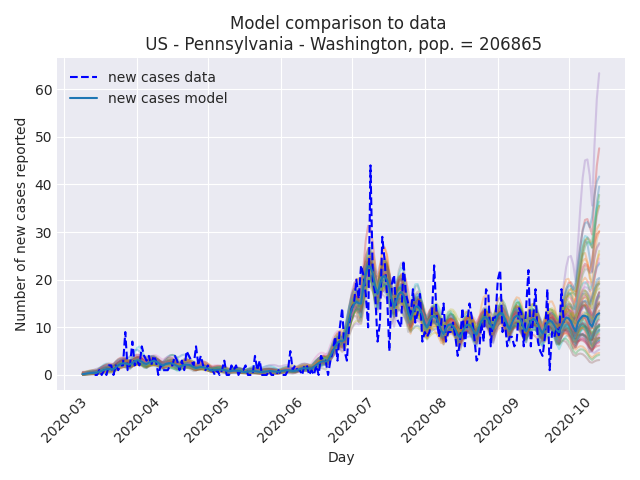 Model comparison to data
US - Pennsylvania - Washington, pop. = 206865
new cases data
new cases model
Number of new cases reported
60
50
40
30
20
10
0
2020-03
2020-04
2020-05
2020-06
2020-07
2020-08
2020-09
2020-10
Day